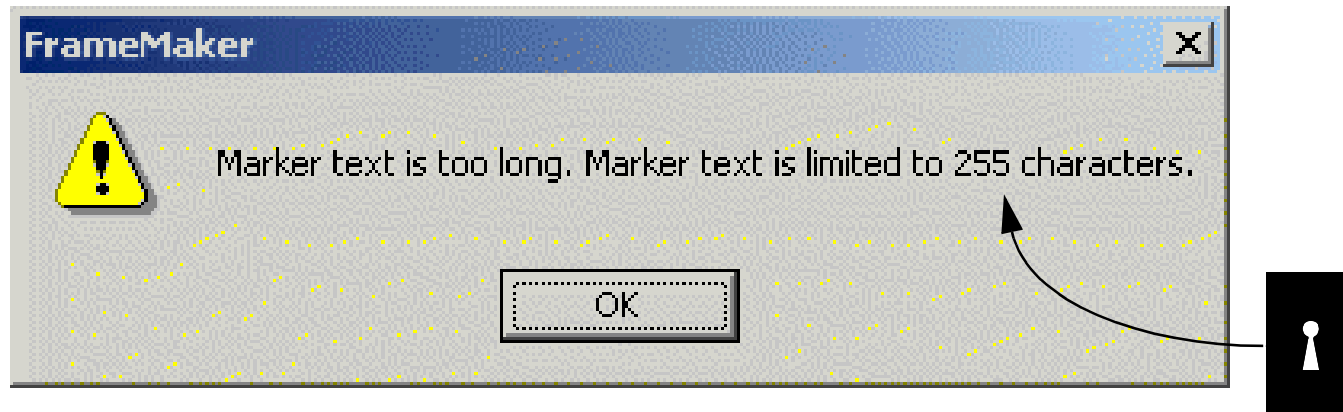 FrameMaker
Marker text is too long. Marker text is limited to 255 characters.
OK